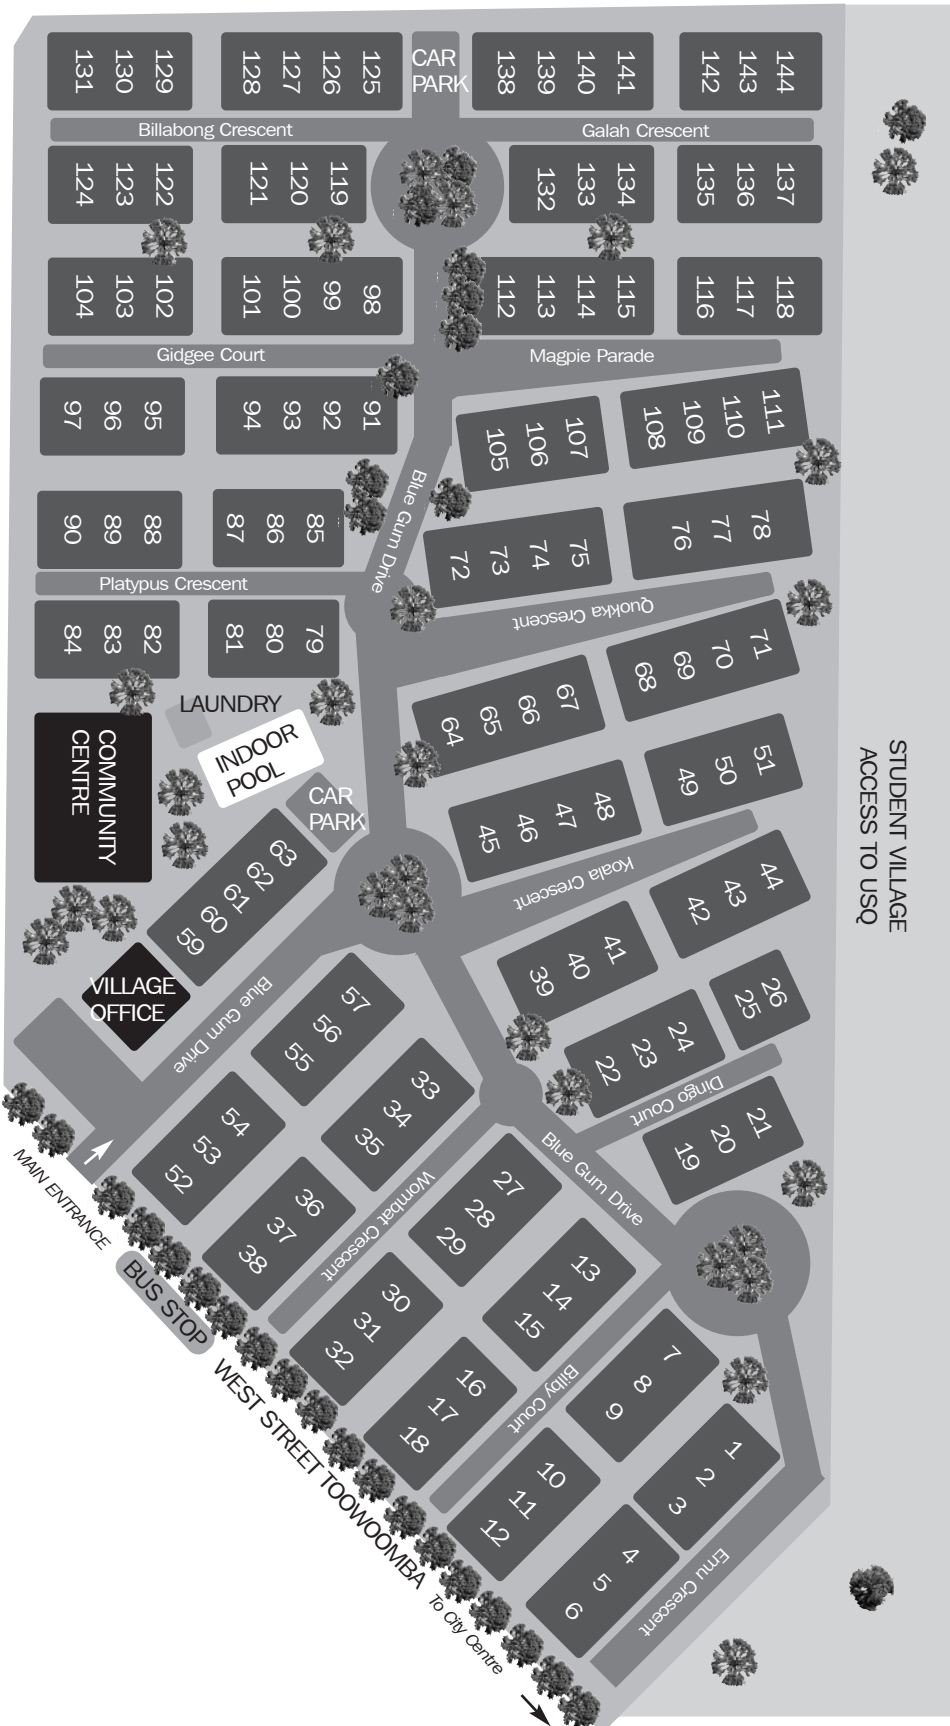 131 130 129
128 127 126 125
CAR
PARK
138 139 140 141
142 143 144
Billabong Crescent
Galah Crescent
124 123 122
121 120 119
132 133 134
135 136 137
104 103 102
101 100 99 98
112 113 114 115
116 117 118
Gidgee Court
Magpie Parade
97 96 95
94 93 92 91
105 106 107
108 109 110 111
Blue Gum Drive
90 89 88
87 86 85
72 73 74 75
76 77 78
Platypus Crescent
Quokka Crescent
84 83 82
81 80 79
68 69 70 71
64 65 66 67
LAUNDRY
INDOOR
POOL
COMMUNITY
CENTRE
CAR
PARK
49 50 51
45 46 47 48
Koala Crescent
STUDENT VILLAGE
ACCESS TO USQ
59 60 61 62 63
42 43 44
39 40 41
VILLAGE
OFFICE
Blue Gum Drive
57
56
55
25 26
22 23 24
Dingo Court
33
34
35
54
53
52
19 20 21
Blue Gum Drive
MAIN ENTRANCE
36
37
38
Wombat Crescent
27
28
29
BUS STOP
30
31
32
13
14
15
Bilby Court
16
17
18
7
8
9
WEST STREET TOOWOOMBA
10
11
12
1
2
3
4
5
6
Emu Crescent
To City Centre